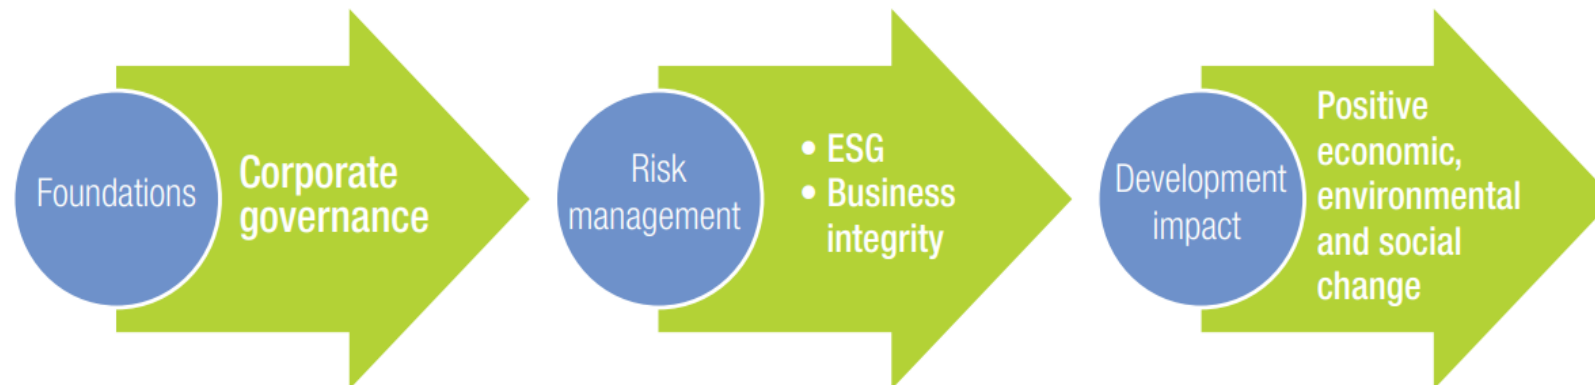 Foundations
Corporate
governance
Risk
management
• ESG
• Business
integrity
Development
impact
Positive
economic,
environmental
and social
change